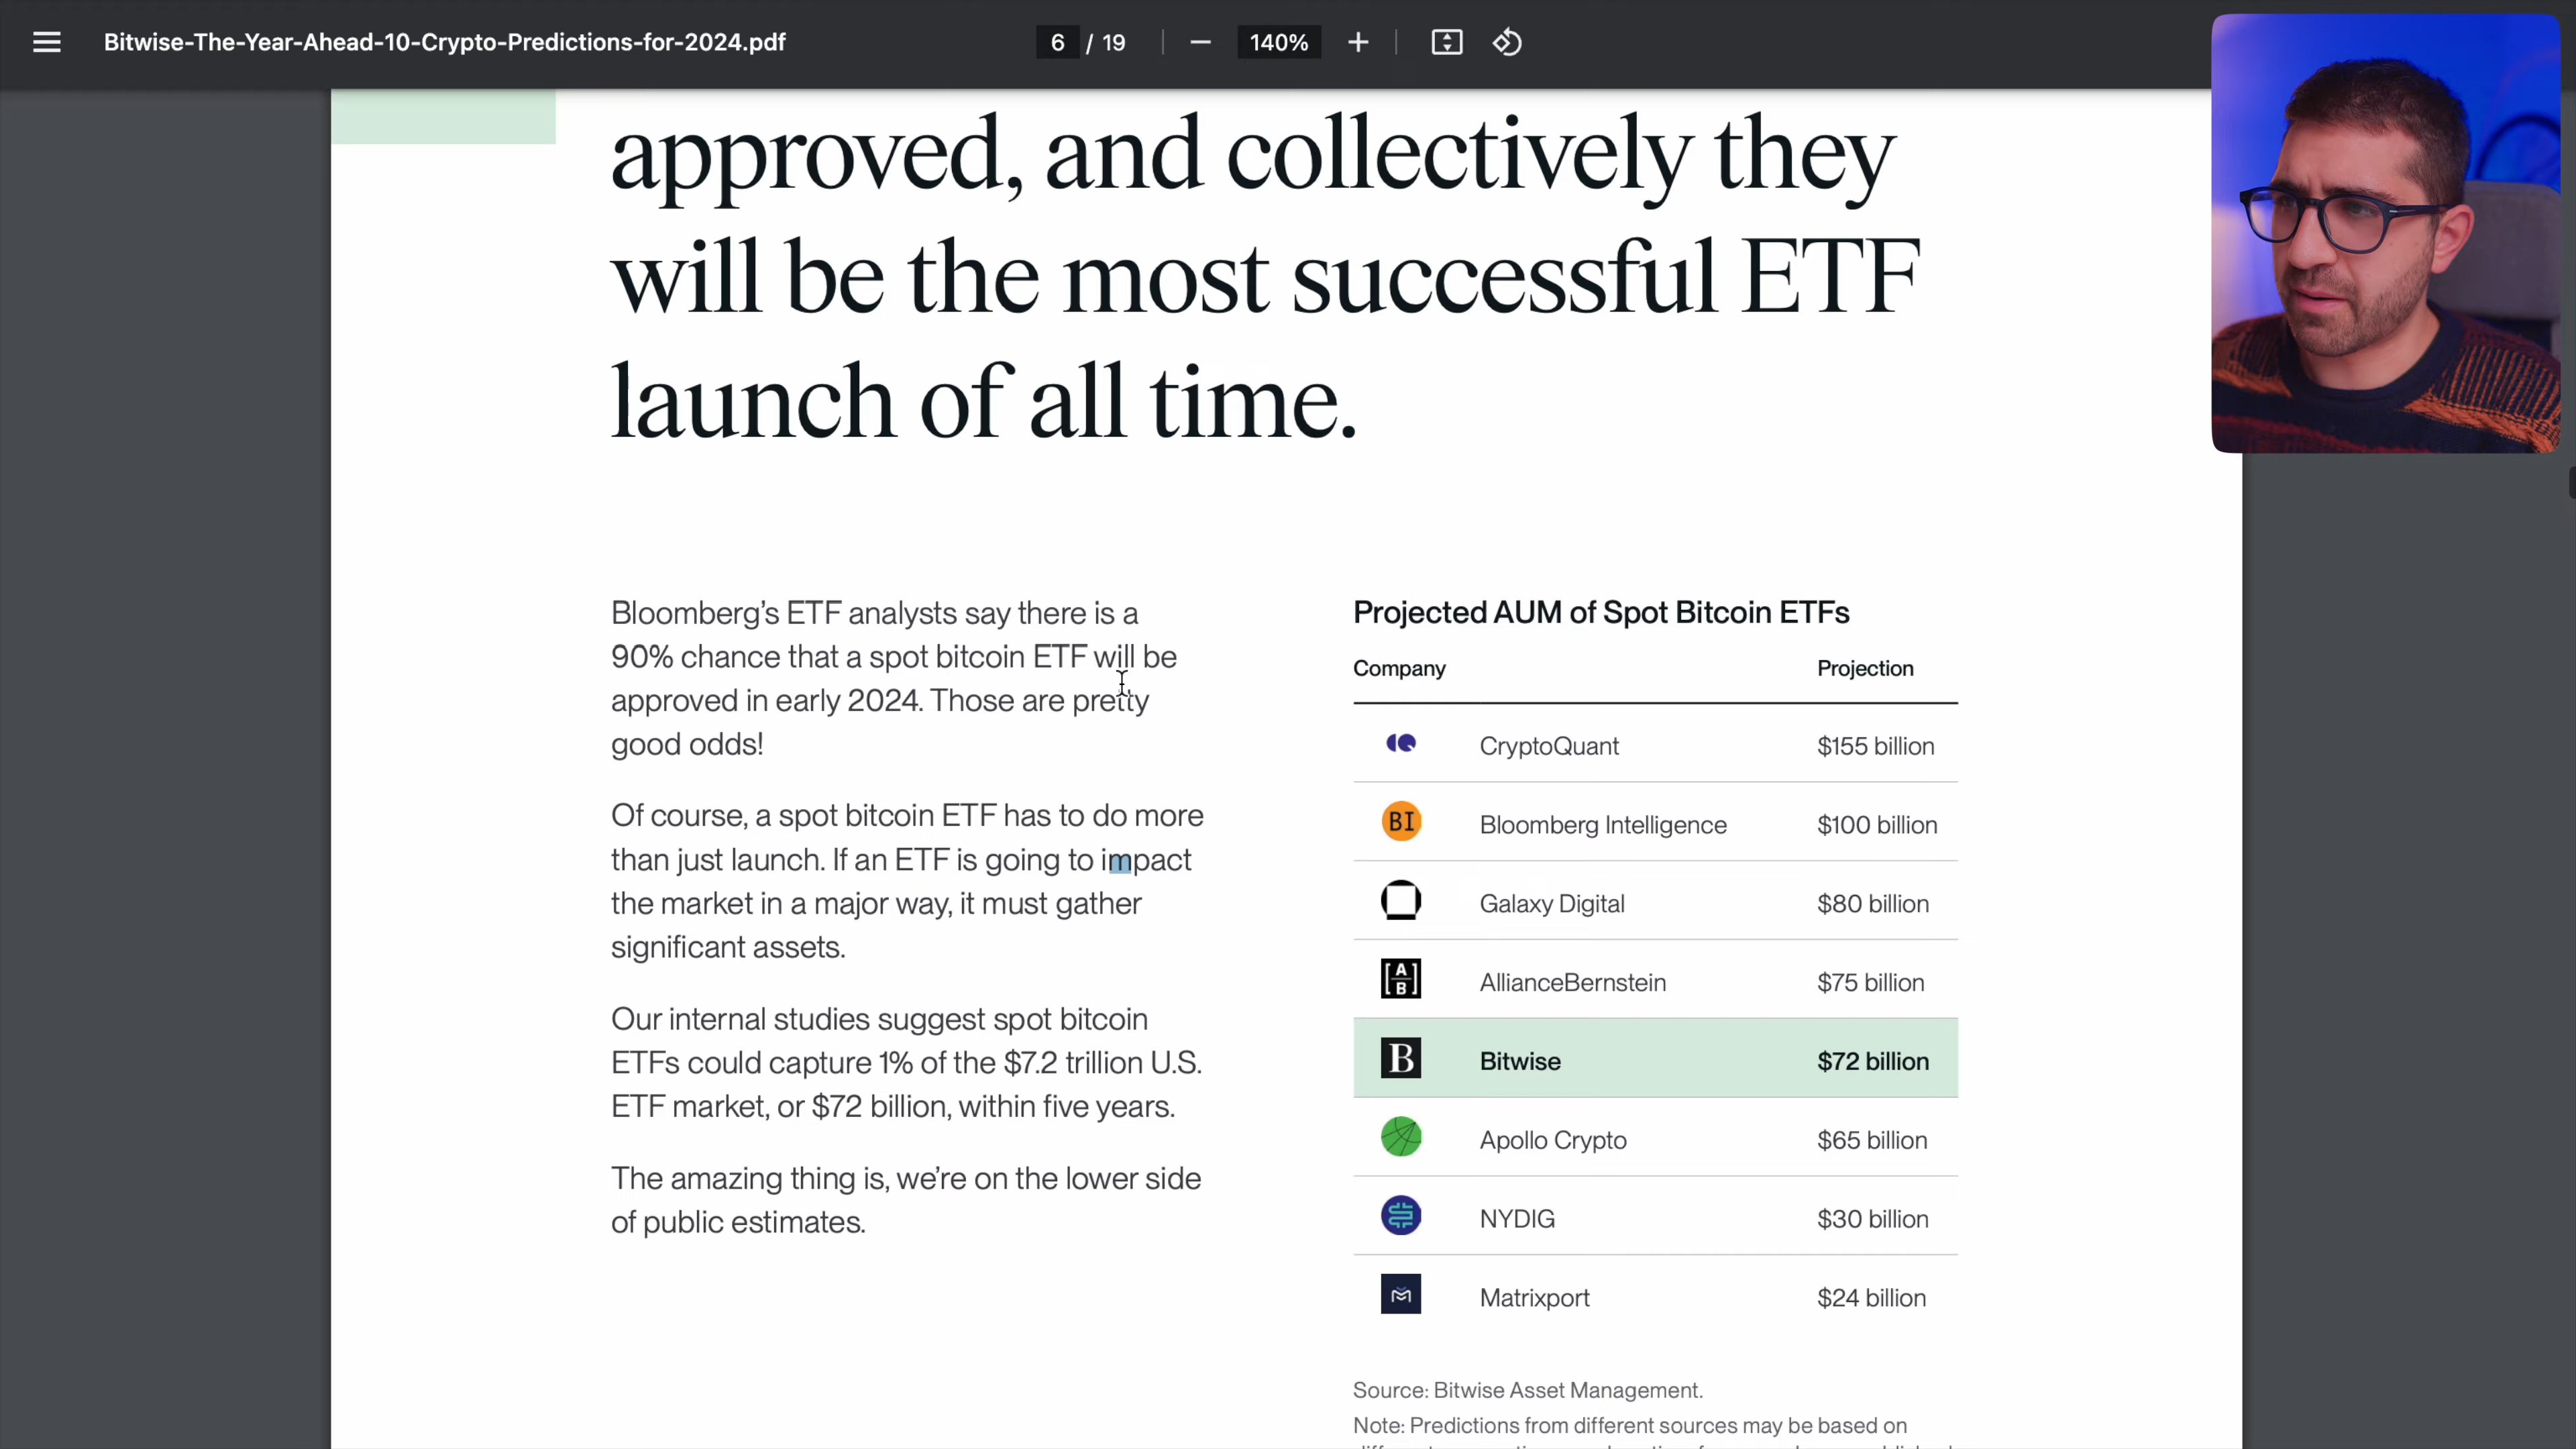 Bitwise-The-Year-Ahead-10-Crypto-Predictions-for-2024.pdf
6 / 19
140%
approved, and collectively they
will be the most successful ETF
launch of all time.
Bloomberg's ETF analysts say there is a
90% chance that a spot bitcoin ETF will be
approved in early 2024. Those are pretty
good odds!
Of course, a spot bitcoin ETF has to do more
than just launch. If an ETF is going to impact
the market in a major way, it must gather
significant assets.
Our internal studies suggest spot bitcoin
ETFs could capture 1% of the $7.2 trillion U.S.
ETF market, or $72 billion, within five years.
The amazing thing is, we're on the lower side
of public estimates.
Projected AUM of Spot Bitcoin ETFs
Company Projection
CryptoQuant $155 billion
BI Bloomberg Intelligence $100 billion
Galaxy Digital $80 billion
[A B] AllianceBernstein $75 billion
B Bitwise $72 billion
Apollo Crypto $65 billion
NYDIG $30 billion
Matrixport $24 billion
Source: Bitwise Asset Management.
Note: Predictions from different sources may be based on